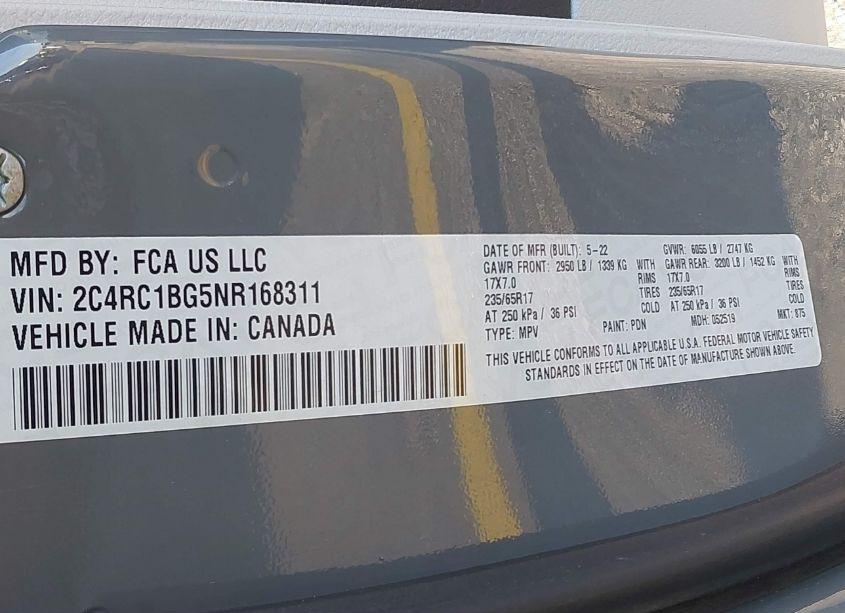 MFD BY: FCA US LLC
VIN: 2C4RC1BG5NR168311
VEHICLE MADE IN: CANADA
DATE OF MFR (BUILT): 5-22 GVWR: 6055 LB / 2747 KG
GAWR FRONT: 2950 LB / 1339 KG WITH GAWR REAR: 3200 LB / 1452 KG WITH
17X7.0 RIMS 17X7.0 RIMS
235/65R17 TIRES 235/65R17 TIRES
AT 250 kPa / 36 PSI COLD AT 250 kPa / 36 PSI COLD
TYPE: MPV PAINT: PDN MDH: 052519 MKT: 875
THIS VEHICLE CONFORMS TO ALL APPLICABLE U.S.A. FEDERAL MOTOR VEHICLE SAFETY
STANDARDS IN EFFECT ON THE DATE OF MANUFACTURE SHOWN ABOVE.